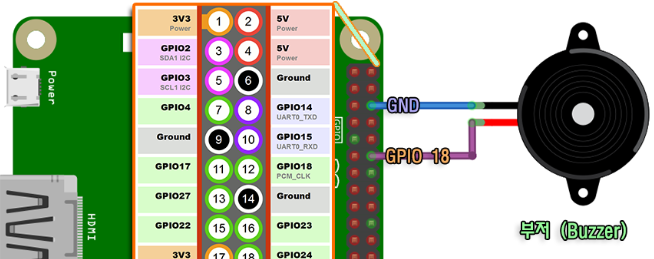 3V3
Power
1
2
5V
Power
GPIO2
SDA1 I2C
3
4
5V
Power
GPIO3
SCL1 I2C
5
6
Ground
GPIO4
7
8
GPIO14
UART0_TXD
Ground
9
10
GPIO15
UART0_RXD
GPIO17
11
12
GPIO18
PCM_CLK
GPIO27
13
14
Ground
GPIO22
15
16
GPIO23
3V3
17
18
GPIO24
Power
HDMI
GPIO
GND
GPIO 18
부저 (Buzzer)